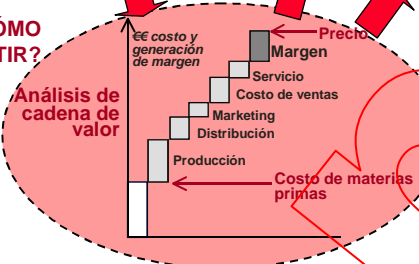 ÓMO
TIR?
€€ costo y
generación
de margen
Precio
Margen
Servicio
Costo de ventas
Marketing
Distribución
Producción
Análisis de
cadena de
valor
Costo de materias
primas